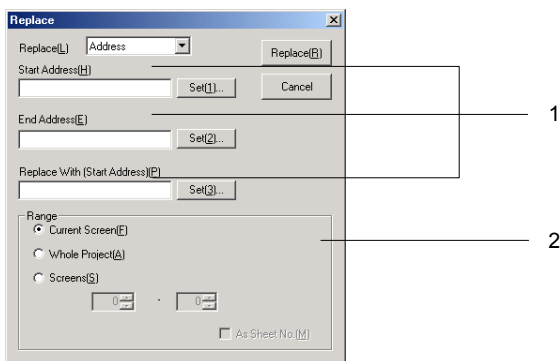 Replace
Replace(L) Address Replace(R)
Start Address(H)
Set(1)... Cancel
1
End Address(E)
Set(2)...
Replace With (Start Address)(P)
Set(3)...
Range
Current Screen(F)
2
Whole Project(A)
Screens(S)
0 - 0
As Sheet No.(M)